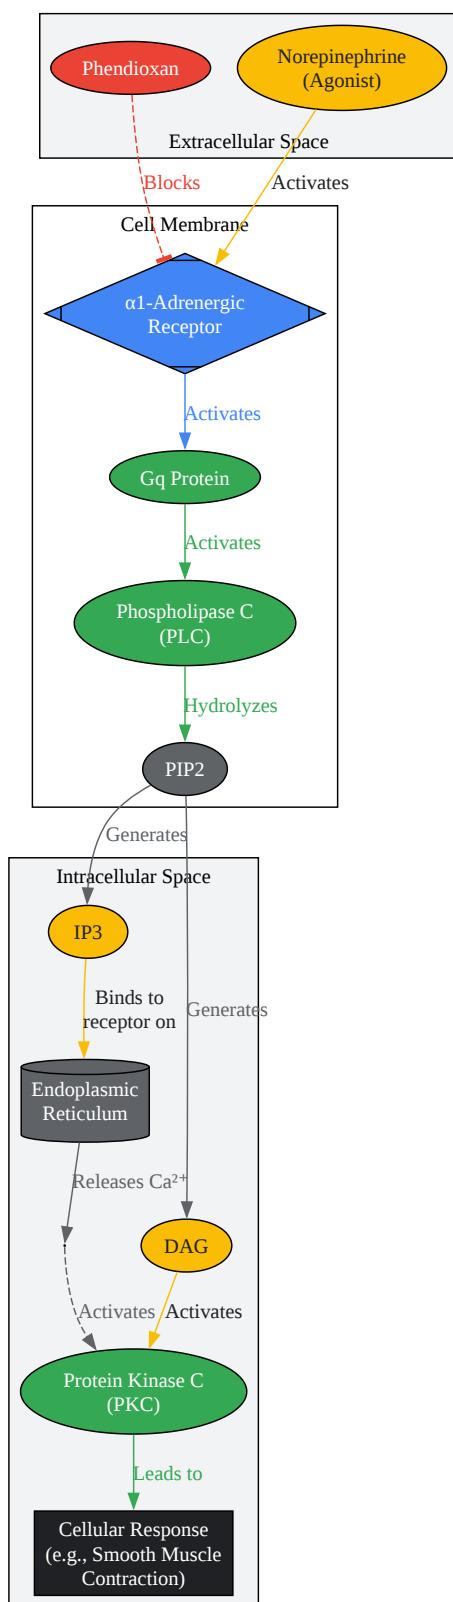 Phendioxan
Norepinephrine
(Agonist)
Extracellular Space
Blocks
Activates
Cell Membrane
α1-Adrenergic
Receptor
Activates
Gq Protein
Activates
Phospholipase C
(PLC)
Hydrolyzes
PIP2
Generates
Intracellular Space
IP3
Binds to
receptor on
Generates
Endoplasmic
Reticulum
Releases Ca²⁺
DAG
Activates
Activates
Protein Kinase C
(PKC)
Leads to
Cellular Response
(e.g., Smooth Muscle
Contraction)